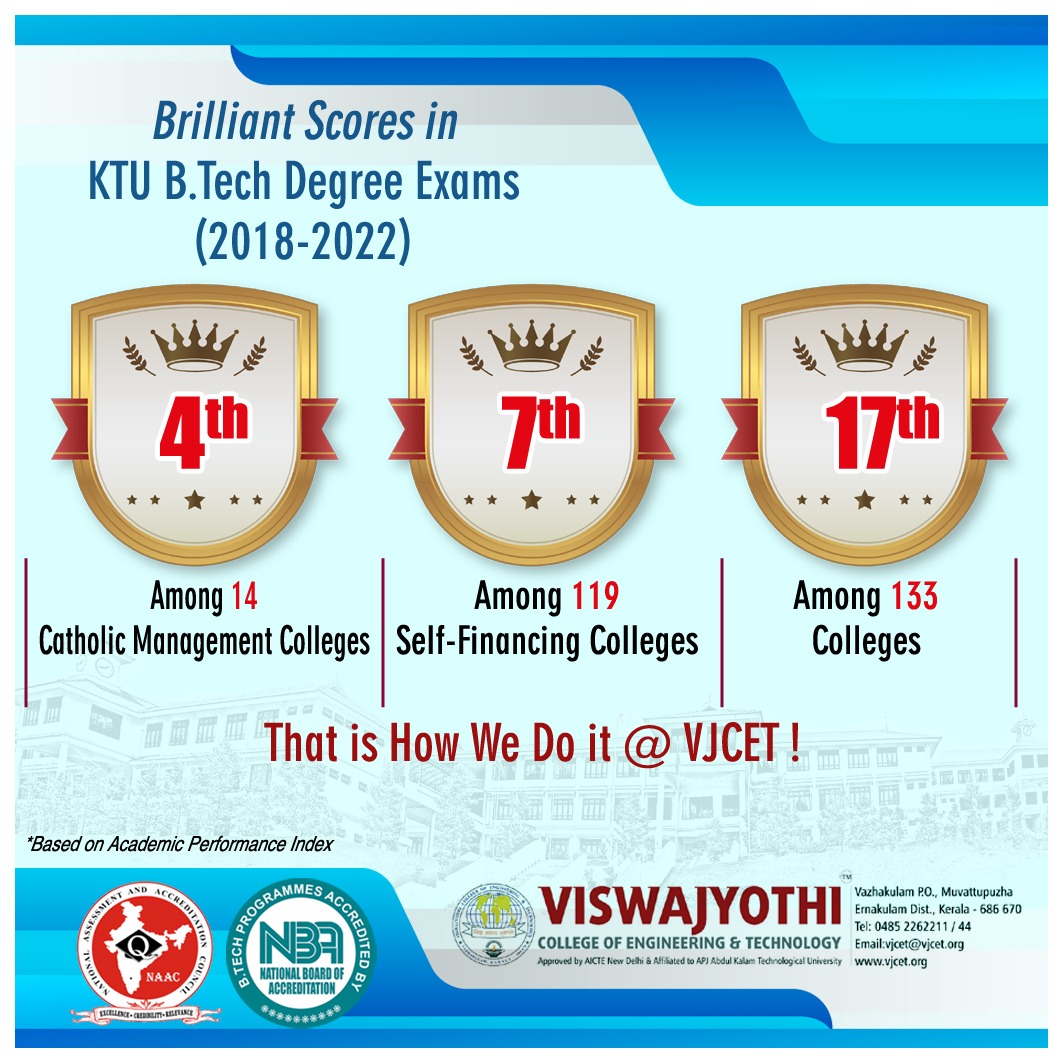 Brilliant Scores in
KTU B.Tech Degree Exams
(2018-2022)
4th
7th
17th
Among 14
Catholic Management Colleges
Among 119
Self-Financing Colleges
Among 133
Colleges
That is How We Do it @ VJCET !
*Based on Academic Performance Index
NATIONAL ASSESSMENT AND ACCREDITATION COUNCIL
NAAC
EXCELLENCE • CREDIBILITY • RELEVANCE
B.TECH PROGRAMMES ACCREDITED BY
NBA
NATIONAL BOARD OF
ACCREDITATION
VISWAJYOTHI TM
COLLEGE OF ENGINEERING & TECHNOLOGY
Approved by AICTE New Delhi & Affiliated to APJ Abdul Kalam Technological University
Vazhakulam P.O., Muvattupuzha
Ernakulam Dist., Kerala - 686 670
Tel: 0485 2262211 / 44
Email:vjcet@vjcet.org
www.vjcet.org